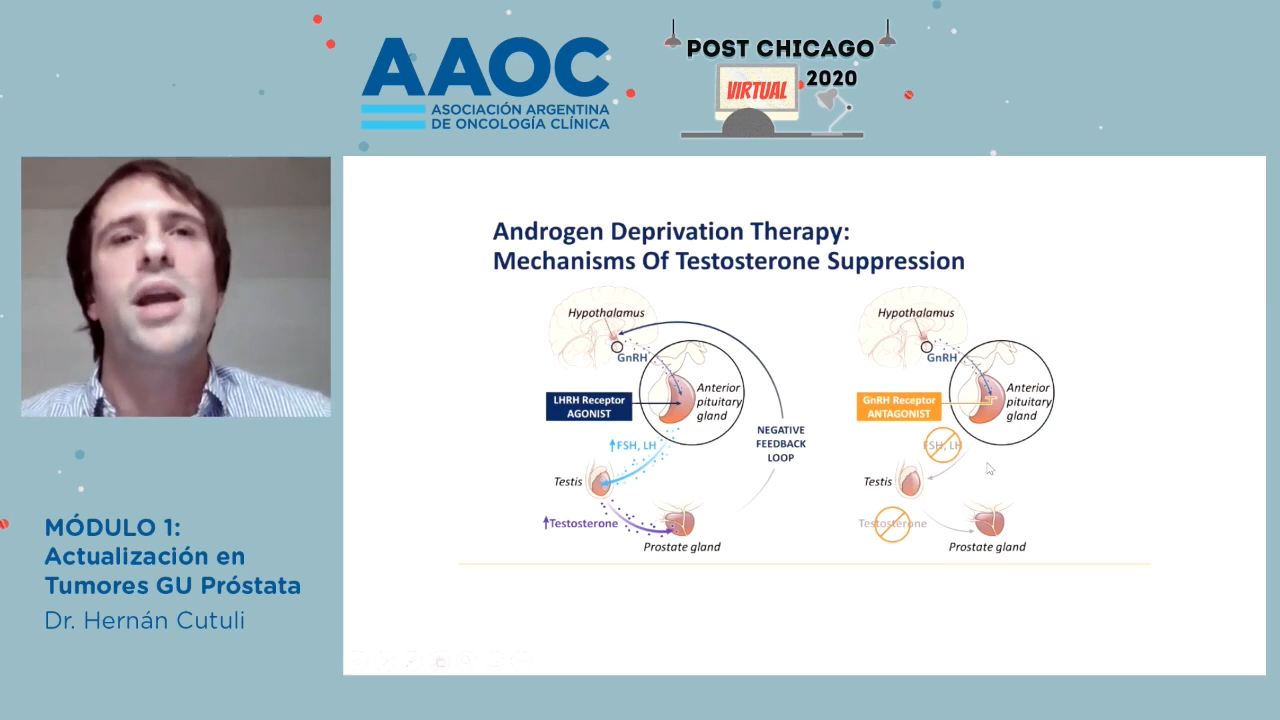 AAOC
ASOCIACIÓN ARGENTINA
DE ONCOLOGÍA CLÍNICA
POST CHICAGO
2020
VIRTUAL
Androgen Deprivation Therapy:
Mechanisms Of Testosterone Suppression
Hypothalamus
GnRH
LHRH Receptor
AGONIST
Anterior
pituitary
gland
FSH, LH
NEGATIVE
FEEDBACK
LOOP
Testis
Testosterone
Prostate gland
Hypothalamus
GnRH
GnRH Receptor
ANTAGONIST
Anterior
pituitary
gland
FSH, LH
Testis
Testosterone
Prostate gland
MÓDULO 1:
Actualización en
Tumores GU Próstata
Dr. Hernán Cutuli